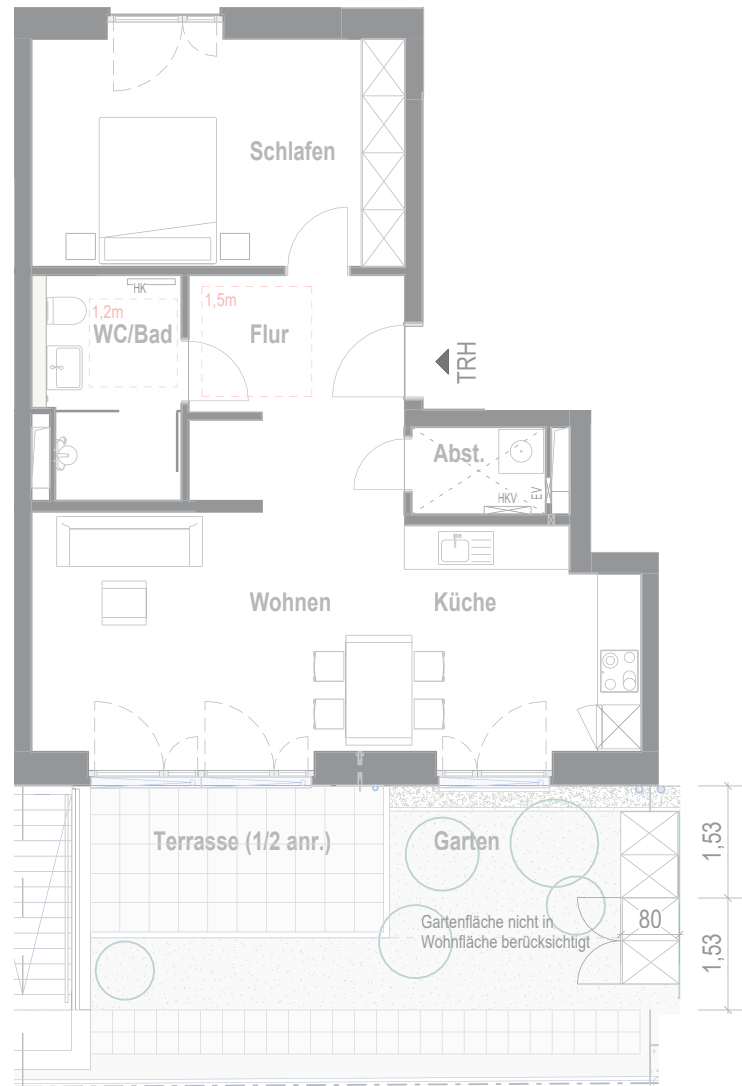 Schlafen
HK
1,2m
1,5m
WC/Bad
Flur
TRH
Abst.
HKV
EV
Wohnen
Küche
Terrasse (1/2 anr.)
Garten
1,53
Gartenfläche nicht in
Wohnfläche berücksichtigt
80
1,53